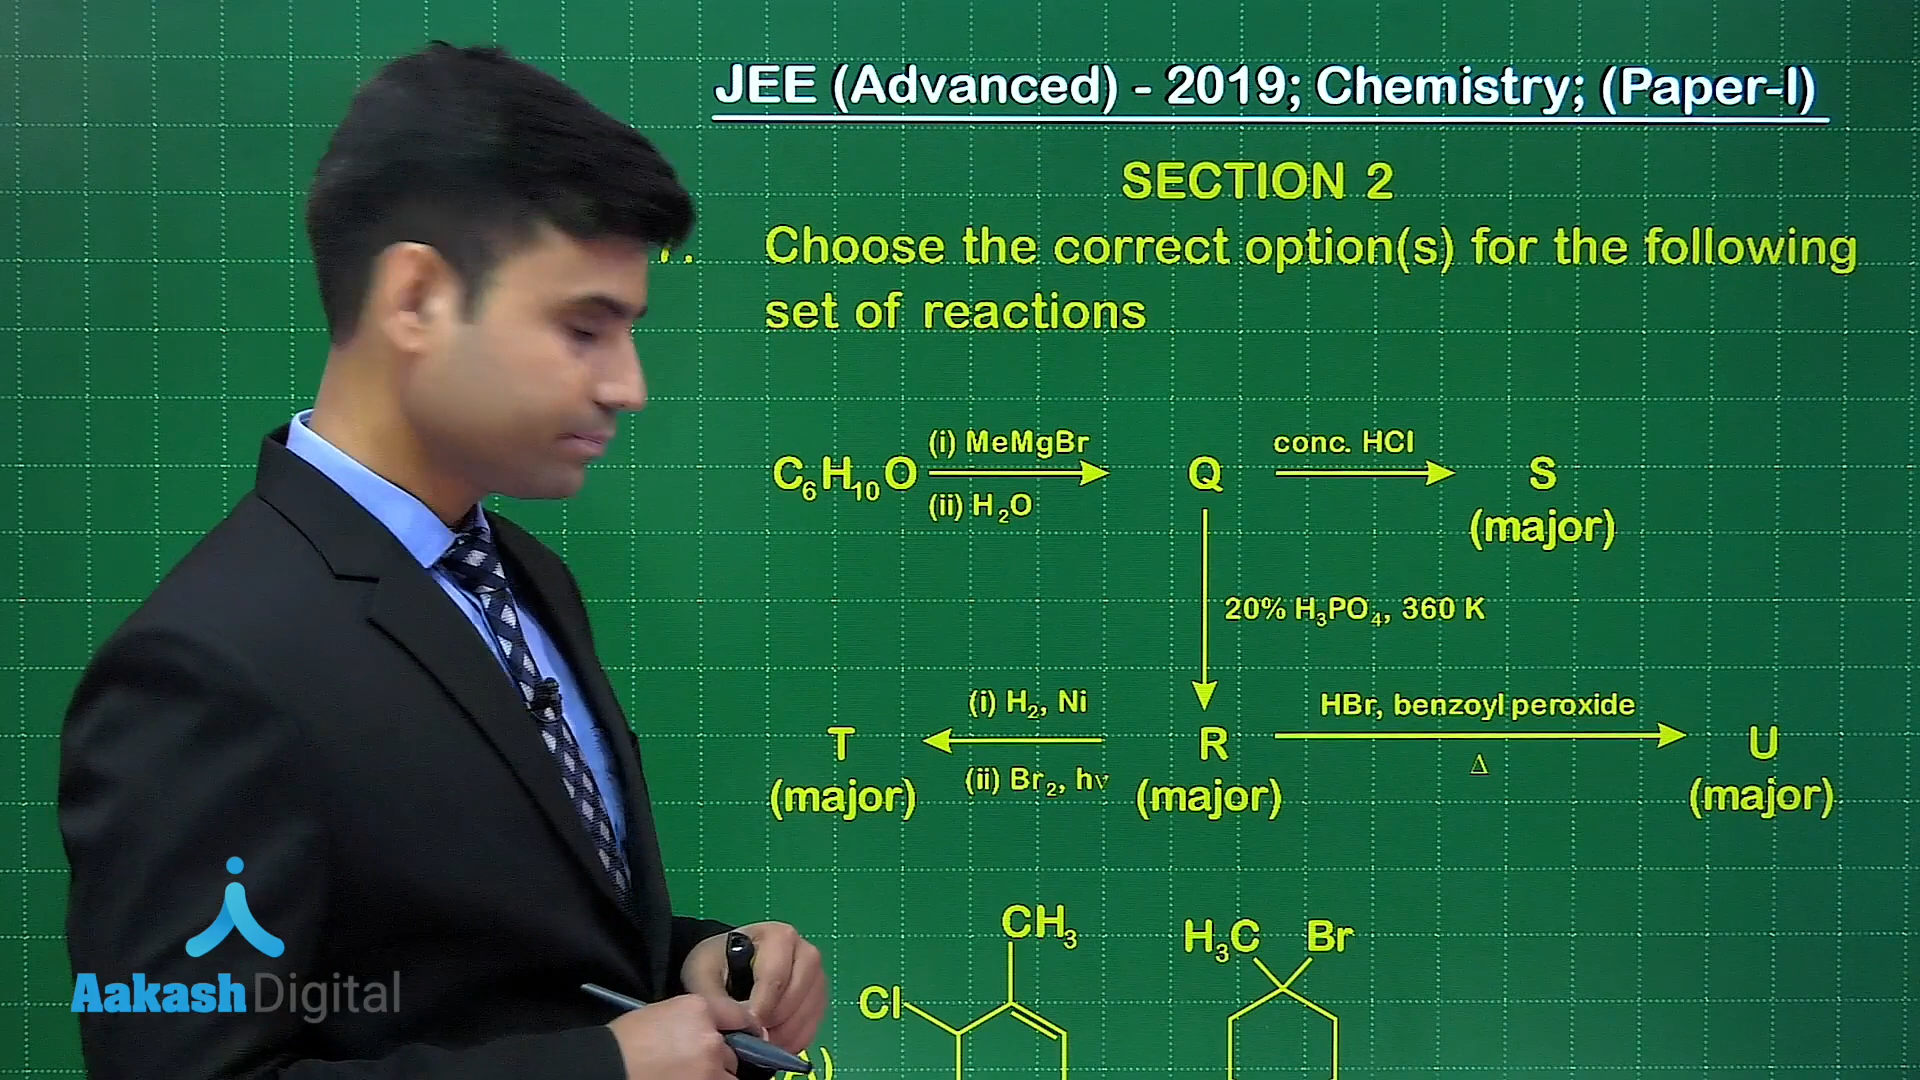 JEE (Advanced) - 2019; Chemistry; (Paper-I)
SECTION 2
Choose the correct option(s) for the following
set of reactions
(i) MeMgBr
conc. HCl
C₆H₁₀O Q S
(ii) H₂O
(major)
20% H₃PO₄, 360 K
(i) H₂, Ni
HBr, benzoyl peroxide
T R U
(ii) Br₂, hν
Δ
(major) (major) (major)
CH₃
H₃C Br
Cl
Aakash Digital